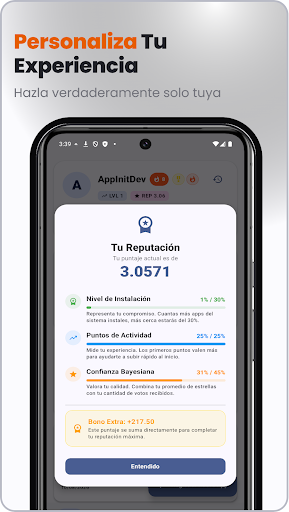 Personaliza Tu
Experiencia
Hazla verdaderamente solo tuya
3:39
A
AppInitDev
8
LVL 1
REP 3.06
Tu Reputación
Tu puntaje actual es de
3.0571
Nivel de Instalación
1% / 30%
Representa tu compromiso. Cuantas más apps del
sistema instales, más cerca estarás del 30%.
Puntos de Actividad
25% / 25%
Mide tu experiencia. Los primeros puntos valen más
para ayudarte a subir rápido al inicio.
Confianza Bayesiana
31% / 45%
Valora tu calidad. Combina tu promedio de estrellas
con tu cantidad de votos recibidos.
Bono Extra: +217.50
Este puntaje se suma directamente para completar
tu reputación máxima.
Entendido